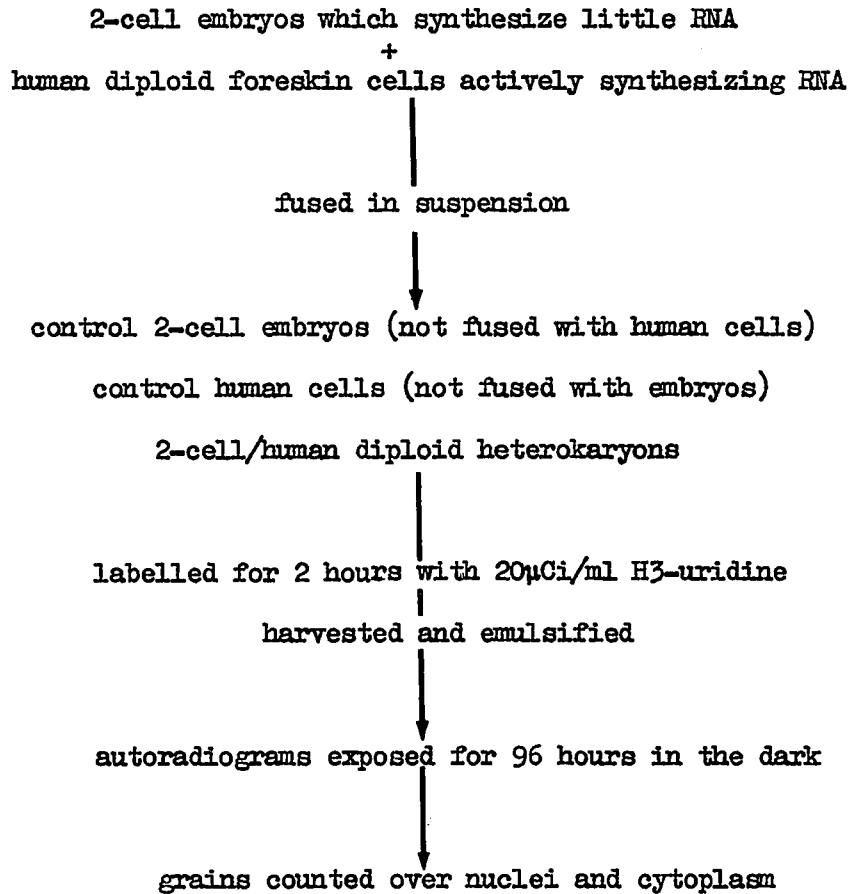 2-cell embryos which synthesize little RNA
+
human diploid foreskin cells actively synthesizing RNA
fused in suspension
control 2-cell embryos (not fused with human cells)
control human cells (not fused with embryos)
2-cell/human diploid heterokaryons
labelled for 2 hours with 20µCi/ml H3-uridine
harvested and emulsified
autoradiograms exposed for 96 hours in the dark
grains counted over nuclei and cytoplasm